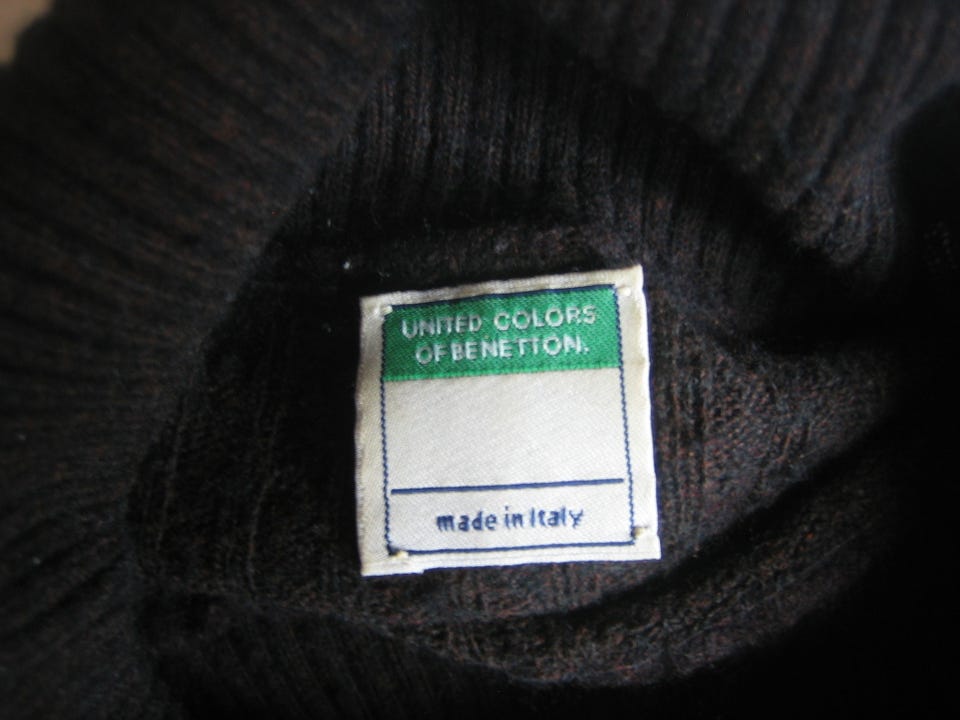 UNITED COLORS
OF BENETTON.
made in Italy